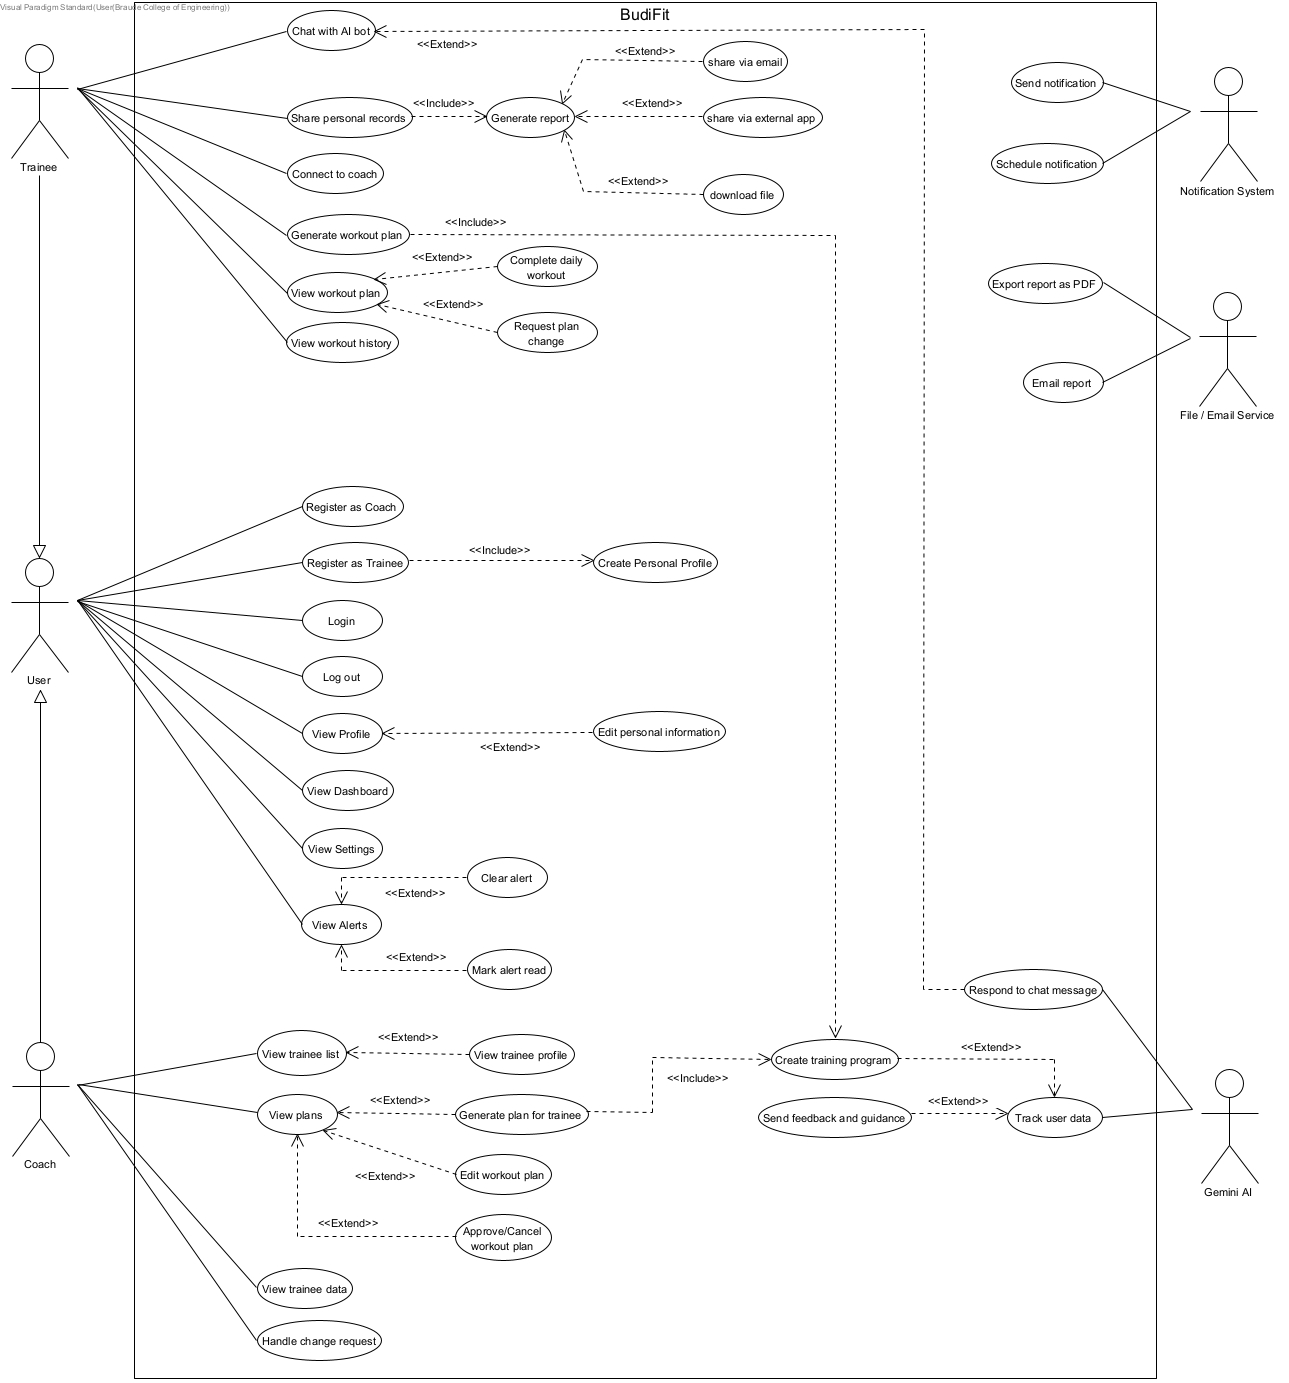 Visual Paradigm Standard(User(Braude College of Engineering))
BudiFit
Chat with AI bot
<<Extend>>
<<Extend>>
share via email
Send notification
Share personal records
<<Include>>
Generate report
<<Extend>>
share via external app
Trainee
Connect to coach
<<Extend>>
download file
Schedule notification
Notification System
Generate workout plan
<<Include>>
<<Extend>>
Complete daily
workout
View workout plan
<<Extend>>
Request plan
change
View workout history
Export report as PDF
Email report
File / Email Service
Register as Coach
Register as Trainee
<<Include>>
Create Personal Profile
Login
User
Log out
View Profile
<<Extend>>
Edit personal information
View Dashboard
View Settings
Clear alert
<<Extend>>
View Alerts
<<Extend>>
Mark alert read
Respond to chat message
View trainee list
<<Extend>>
View trainee profile
Create training program
<<Extend>>
<<Include>>
View plans
<<Extend>>
Generate plan for trainee
Send feedback and guidance
<<Extend>>
Track user data
Coach
<<Extend>>
Edit workout plan
Gemini AI
<<Extend>>
Approve/Cancel
workout plan
View trainee data
Handle change request